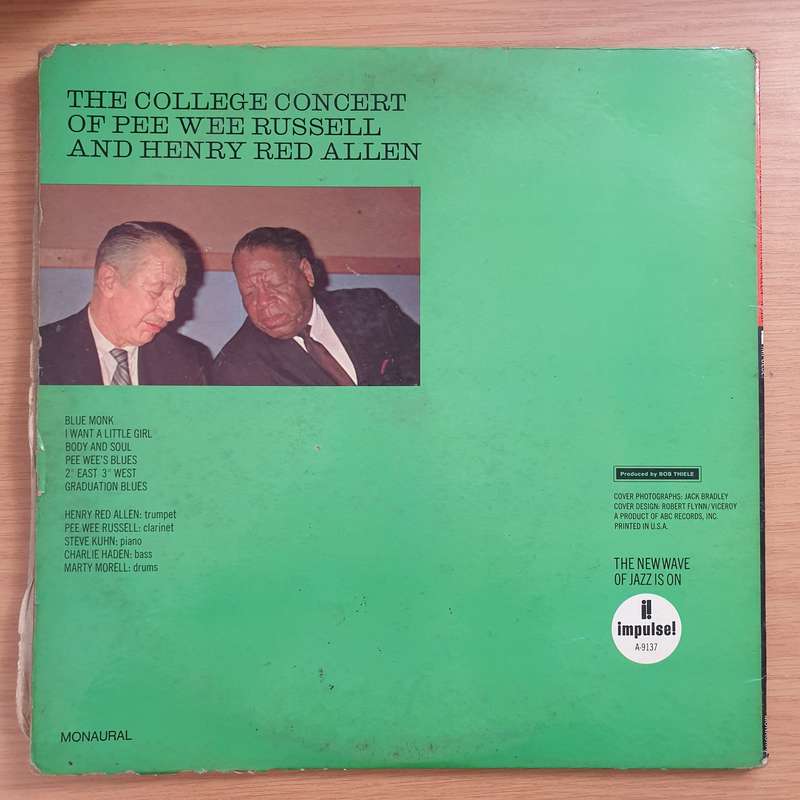 THE COLLEGE CONCERT
OF PEE WEE RUSSELL
AND HENRY RED ALLEN
BLUE MONK
I WANT A LITTLE GIRL
BODY AND SOUL
PEE WEE'S BLUES
2° EAST 3° WEST
GRADUATION BLUES
HENRY RED ALLEN: trumpet
PEE WEE RUSSELL: clarinet
STEVE KUHN: piano
CHARLIE HADEN: bass
MARTY MORELL: drums
MONAURAL
Produced by BOB THIELE
COVER PHOTOGRAPHS: JACK BRADLEY
COVER DESIGN: ROBERT FLYNN/VICEROY
A PRODUCT OF ABC RECORDS, INC.
PRINTED IN U.S.A.
THE NEW WAVE
OF JAZZ IS ON
impulse!
A-9137